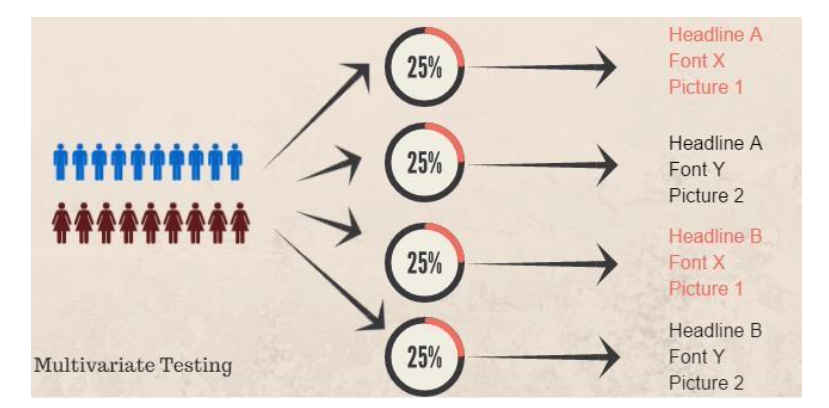 25%
Headline A
Font X
Picture 1
25%
Headline A
Font Y
Picture 2
25%
Headline B
Font X
Picture 1
25%
Headline B
Font Y
Picture 2
Multivariate Testing